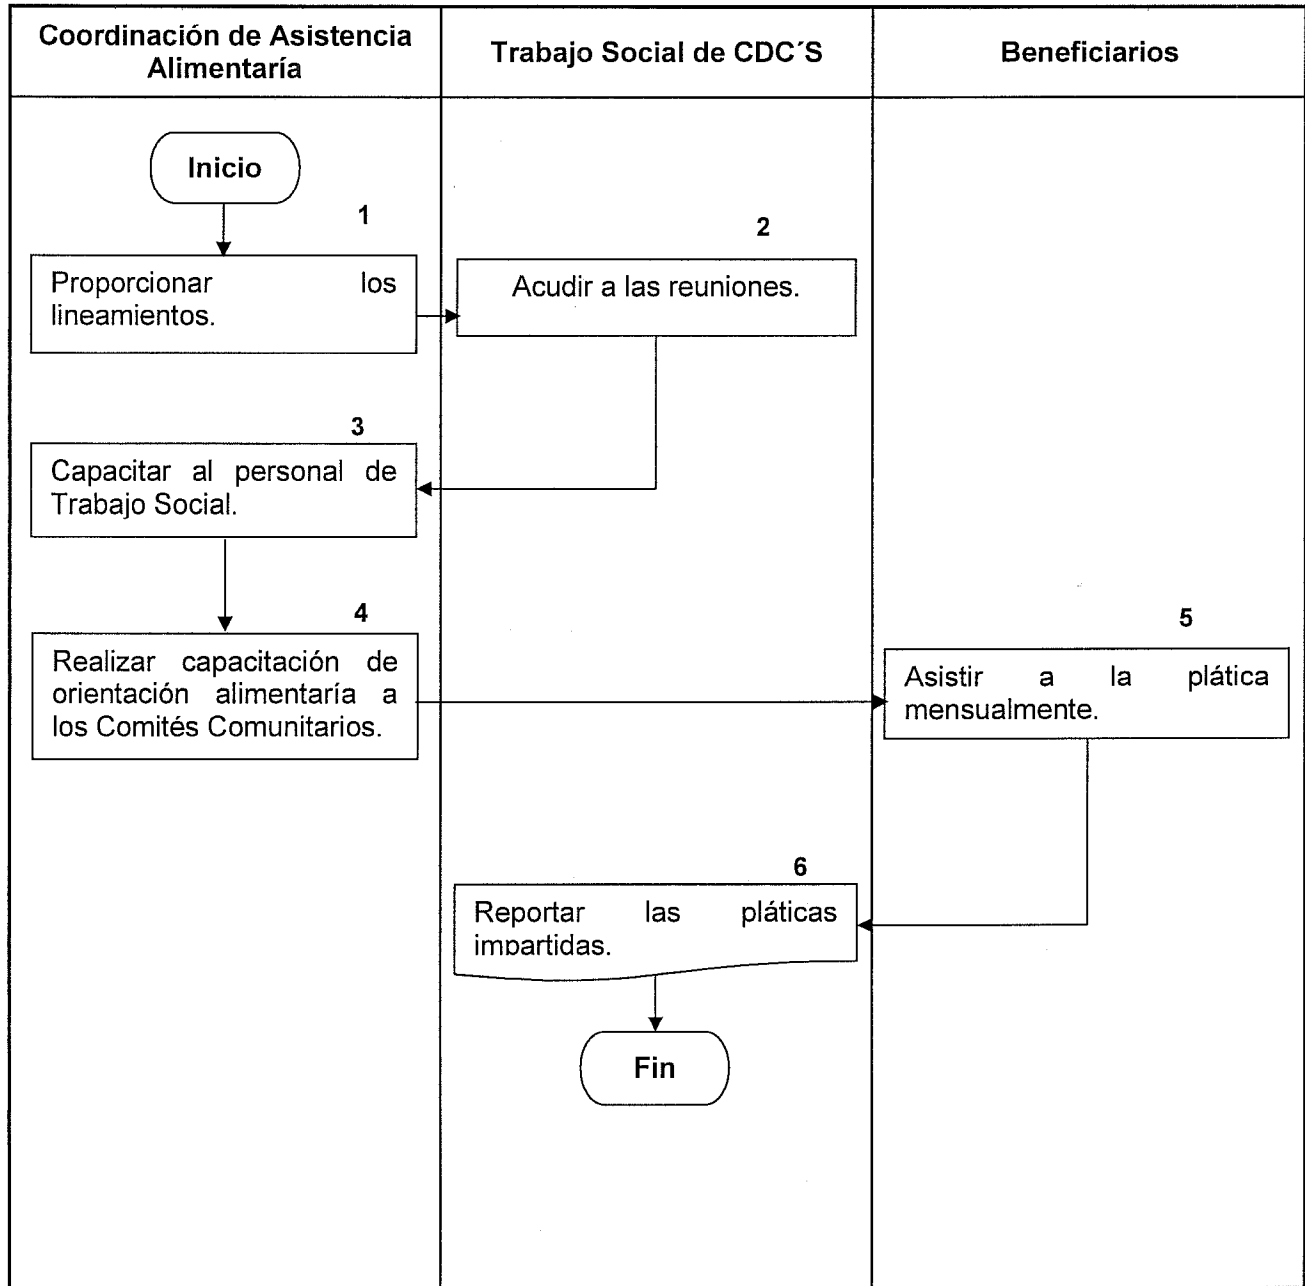 Coordinación de Asistencia
Alimentaría
Trabajo Social de CDC´S
Beneficiarios
Inicio
1
Proporcionar los
lineamientos.
2
Acudir a las reuniones.
3
Capacitar al personal de
Trabajo Social.
4
Realizar capacitación de
orientación alimentaría a
los Comités Comunitarios.
5
Asistir a la plática
mensualmente.
6
Reportar las pláticas
impartidas.
Fin